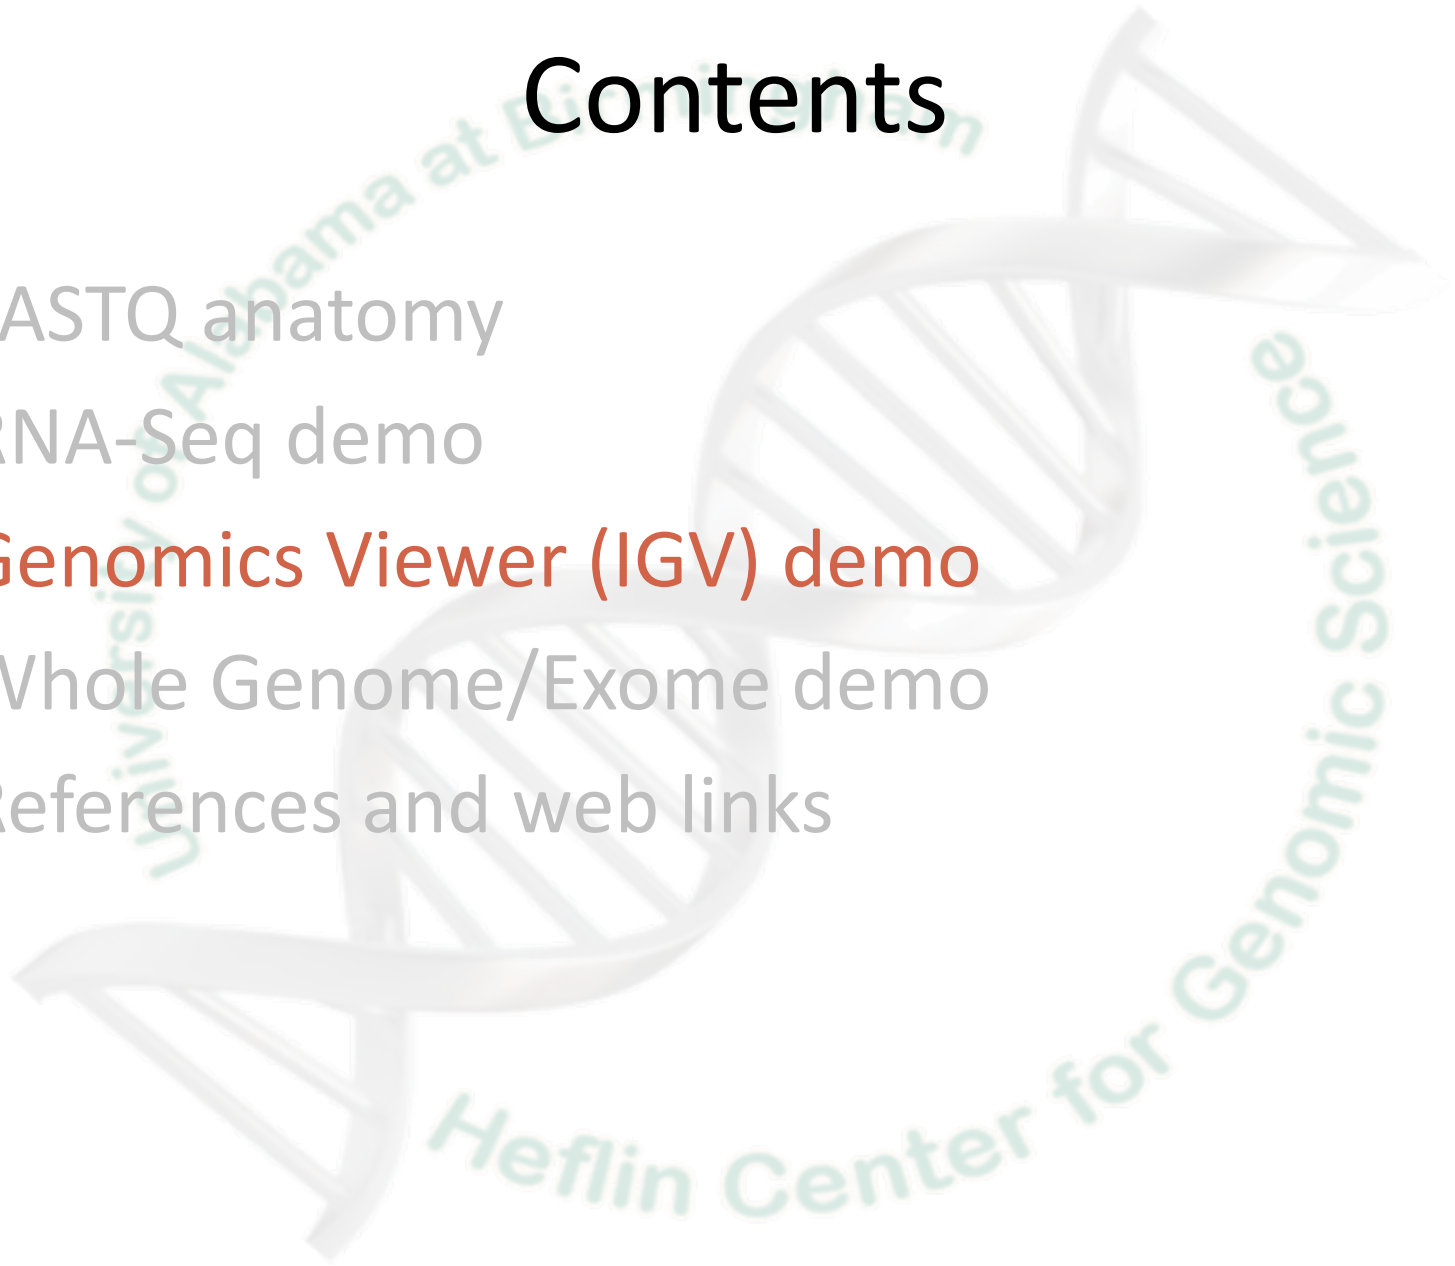 Contents
ASTQ anatomy
RNA-Seq demo
Genomics Viewer (IGV) demo
Whole Genome/Exome demo
References and web links
University of Alabama at Birmingham
Heflin Center for Genomic Science